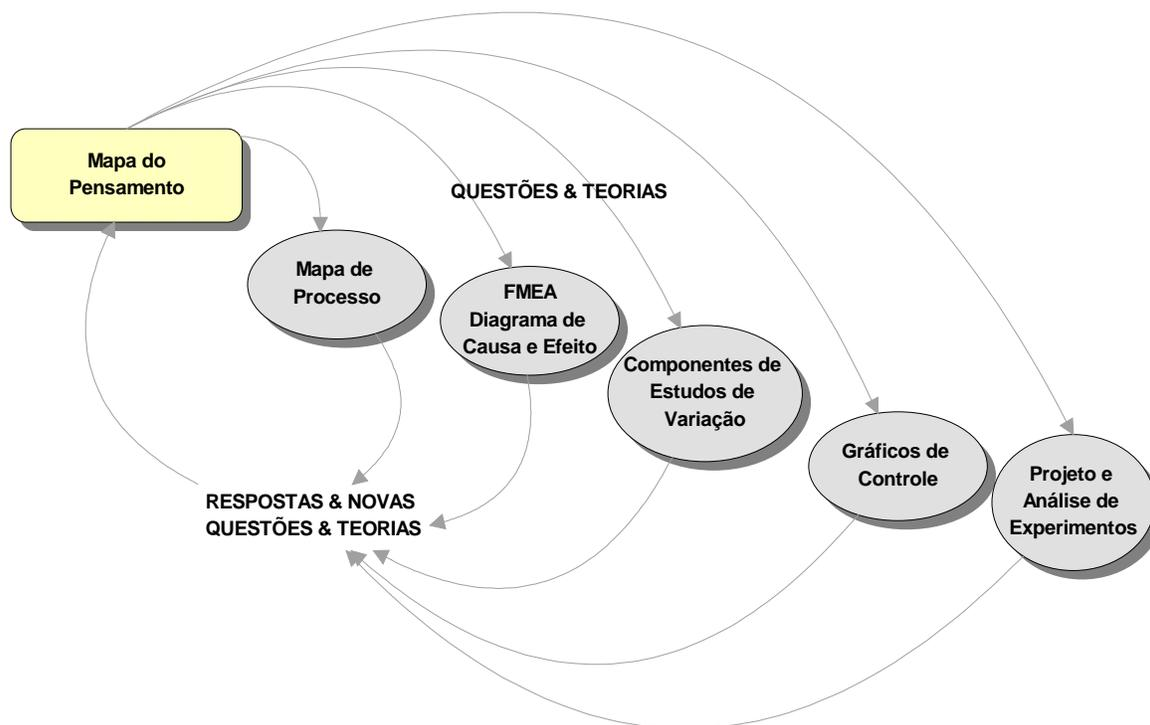 Mapa do
Pensamento
QUESTÕES & TEORIAS
Mapa de
Processo
FMEA
Diagrama de
Causa e Efeito
Componentes de
Estudos de
Variação
Gráficos de
Controle
Projeto e
Análise de
Experimentos
RESPOSTAS & NOVAS
QUESTÕES & TEORIAS